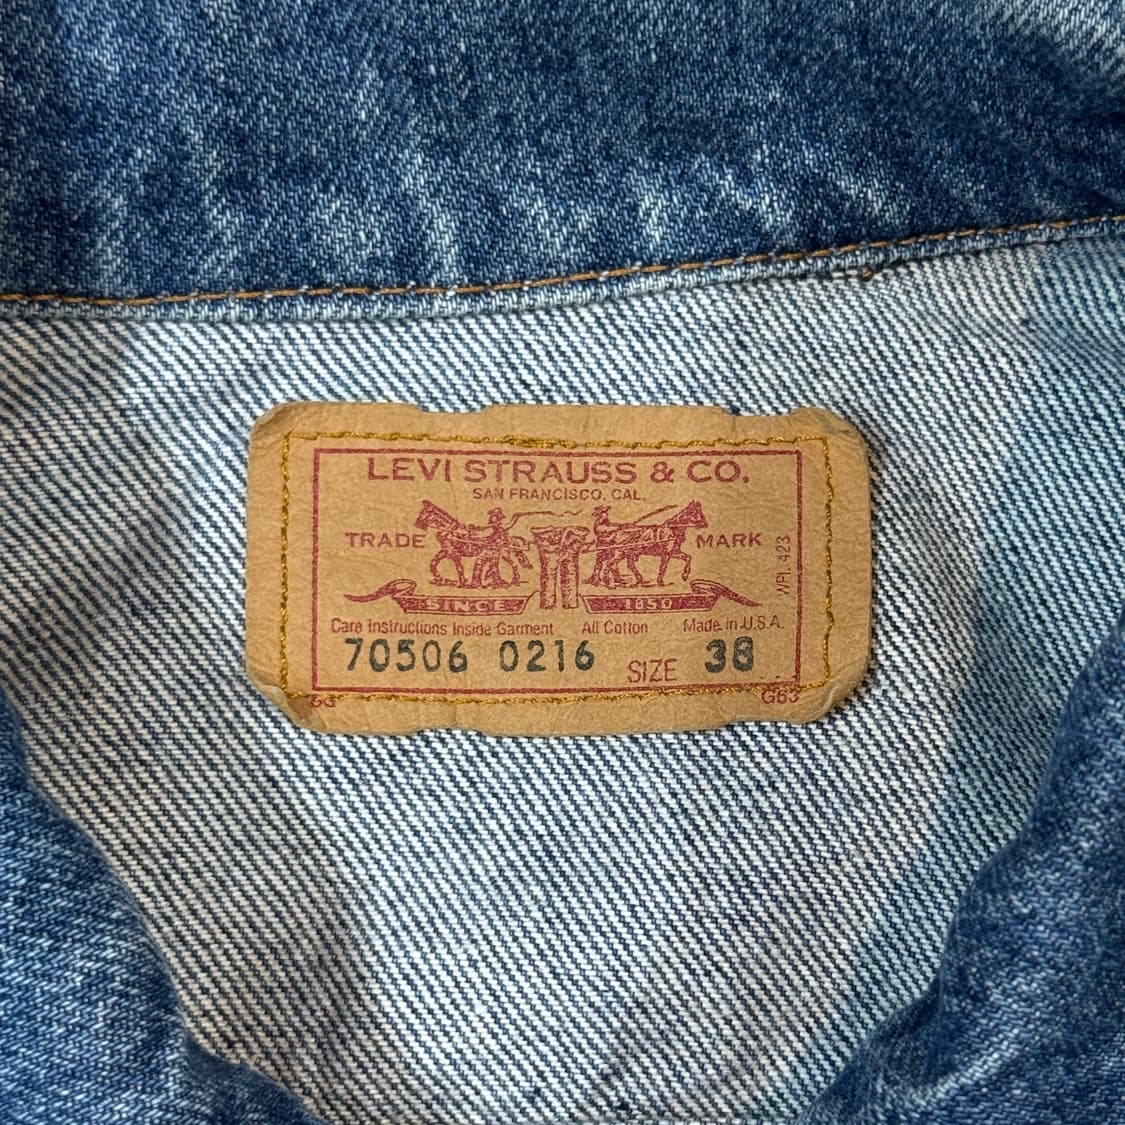 LEVI STRAUSS & CO.
SAN FRANCISCO, CAL.
TRADE MARK
WPL 423
SINCE 1850
Care Instructions Inside Garment All Cotton Made in U.S.A.
70506 0216 SIZE 38
G63